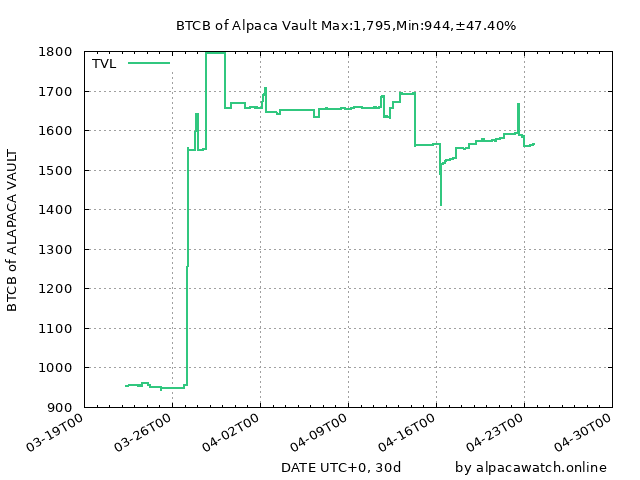 BTCB of Alpaca Vault Max:1,795,Min:944,±47.40%
TVL
1800
1700
1600
1500
1400
1300
1200
1100
1000
900
BTCB of ALAPACA VAULT
03-19T00
03-26T00
04-02T00
04-09T00
04-16T00
04-23T00
04-30T00
DATE UTC+0, 30d
by alpacawatch.online